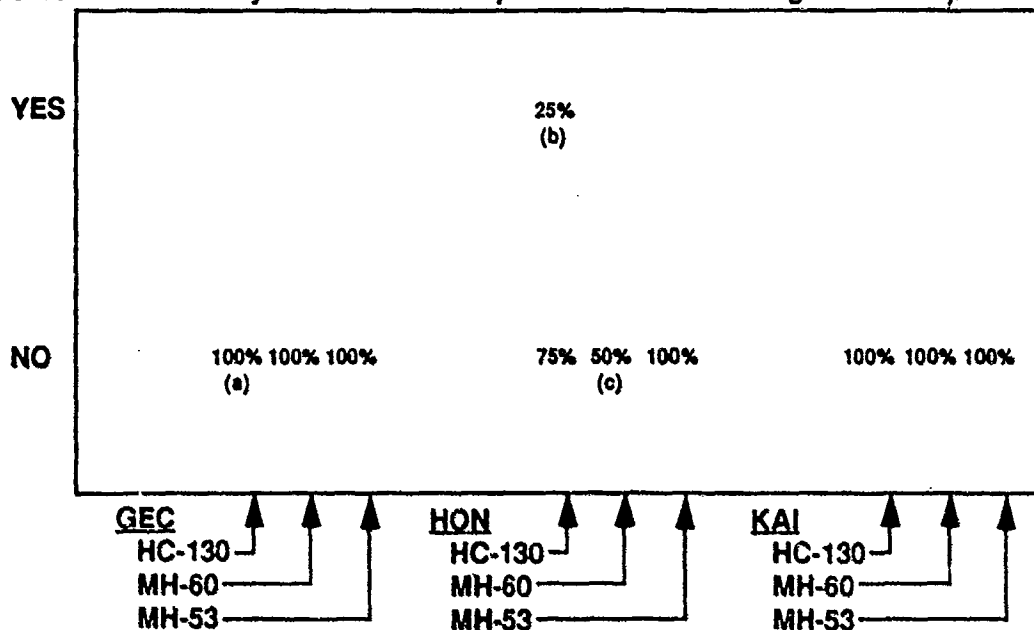 YES 25%
(b)
NO 100% 100% 100% 75% 50% 100% 100% 100% 100%
(a) (c)
GEC HON KAI
HC-130 HC-130 HC-130
MH-60 MH-60 MH-60
MH-53 MH-53 MH-53